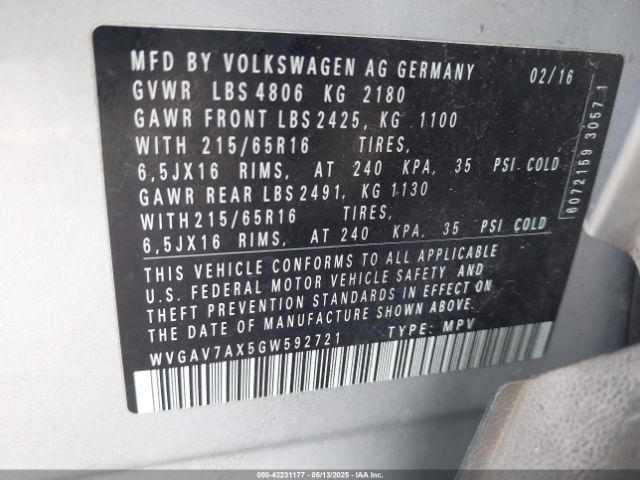 MFD BY VOLKSWAGEN AG GERMANY 02/16
GVWR LBS 4806 KG 2180
GAWR FRONT LBS 2425, KG 1100
WITH 215/65R16 TIRES,
6,5JX16 RIMS, AT 240 KPA, 35 PSI COLD
GAWR REAR LBS 2491, KG 1130
WITH215/65R16 TIRES,
6,5JX16 RIMS, AT 240 KPA, 35 PSI COLD
THIS VEHICLE CONFORMS TO ALL APPLICABLE
U.S. FEDERAL MOTOR VEHICLE SAFETY AND
THEFT PREVENTION STANDARDS IN EFFECT ON
THE DATE OF MANUFACTURE SHOWN ABOVE.
WVGAV7AX5GW592721 TYPE: MPV
6072159 3057 1
000-42231177 - 05/13/2025 - IAAI.COM